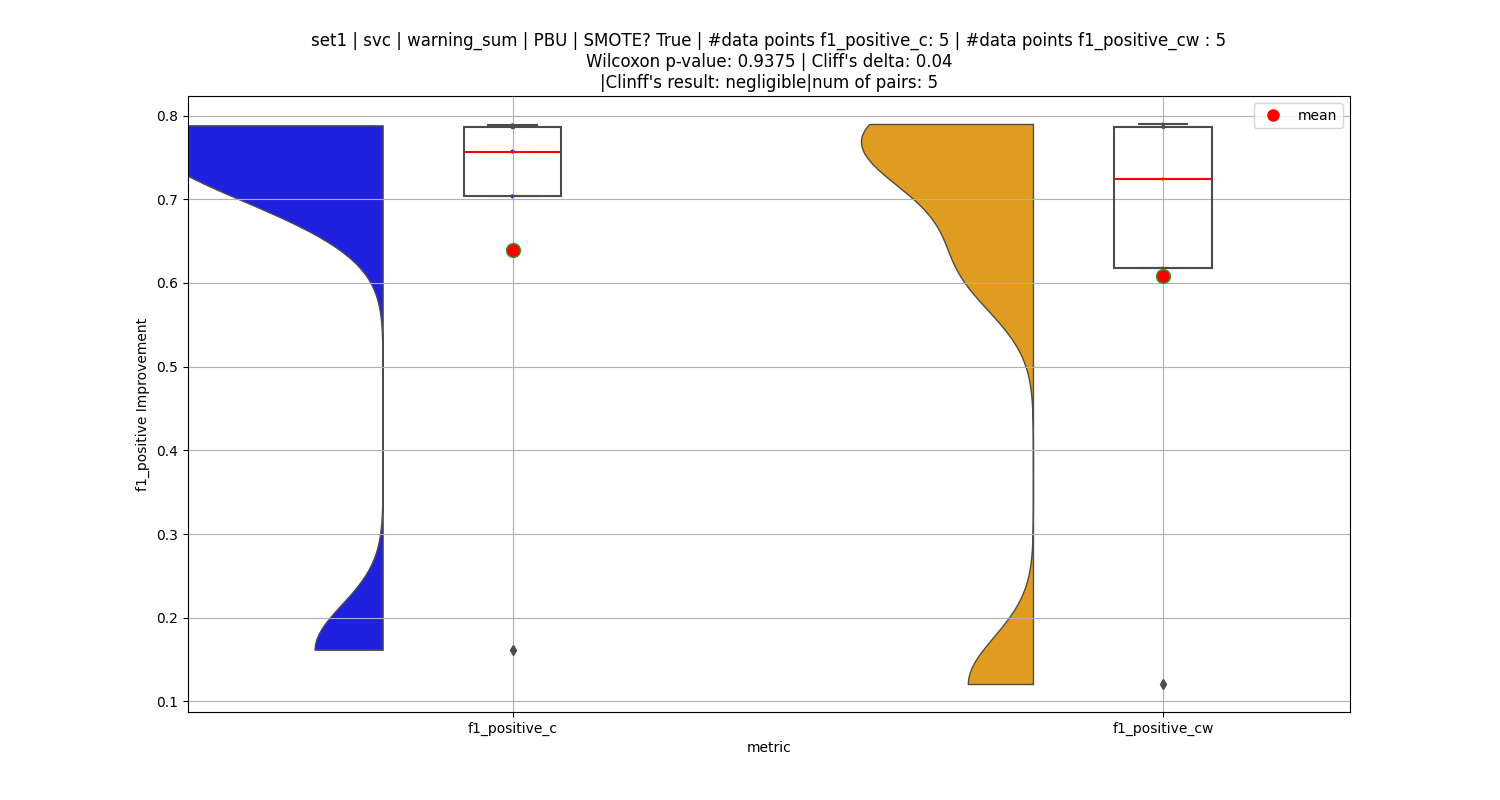 set1 | svc | warning_sum | PBU | SMOTE? True | #data points f1_positive_c: 5 | #data points f1_positive_cw : 5
Wilcoxon p-value: 0.9375 | Cliff's delta: 0.04
|Clinff's result: negligible|num of pairs: 5
mean
0.8
0.7
0.6
0.5
0.4
0.3
0.2
0.1
f1_positive Improvement
f1_positive_c
f1_positive_cw
metric